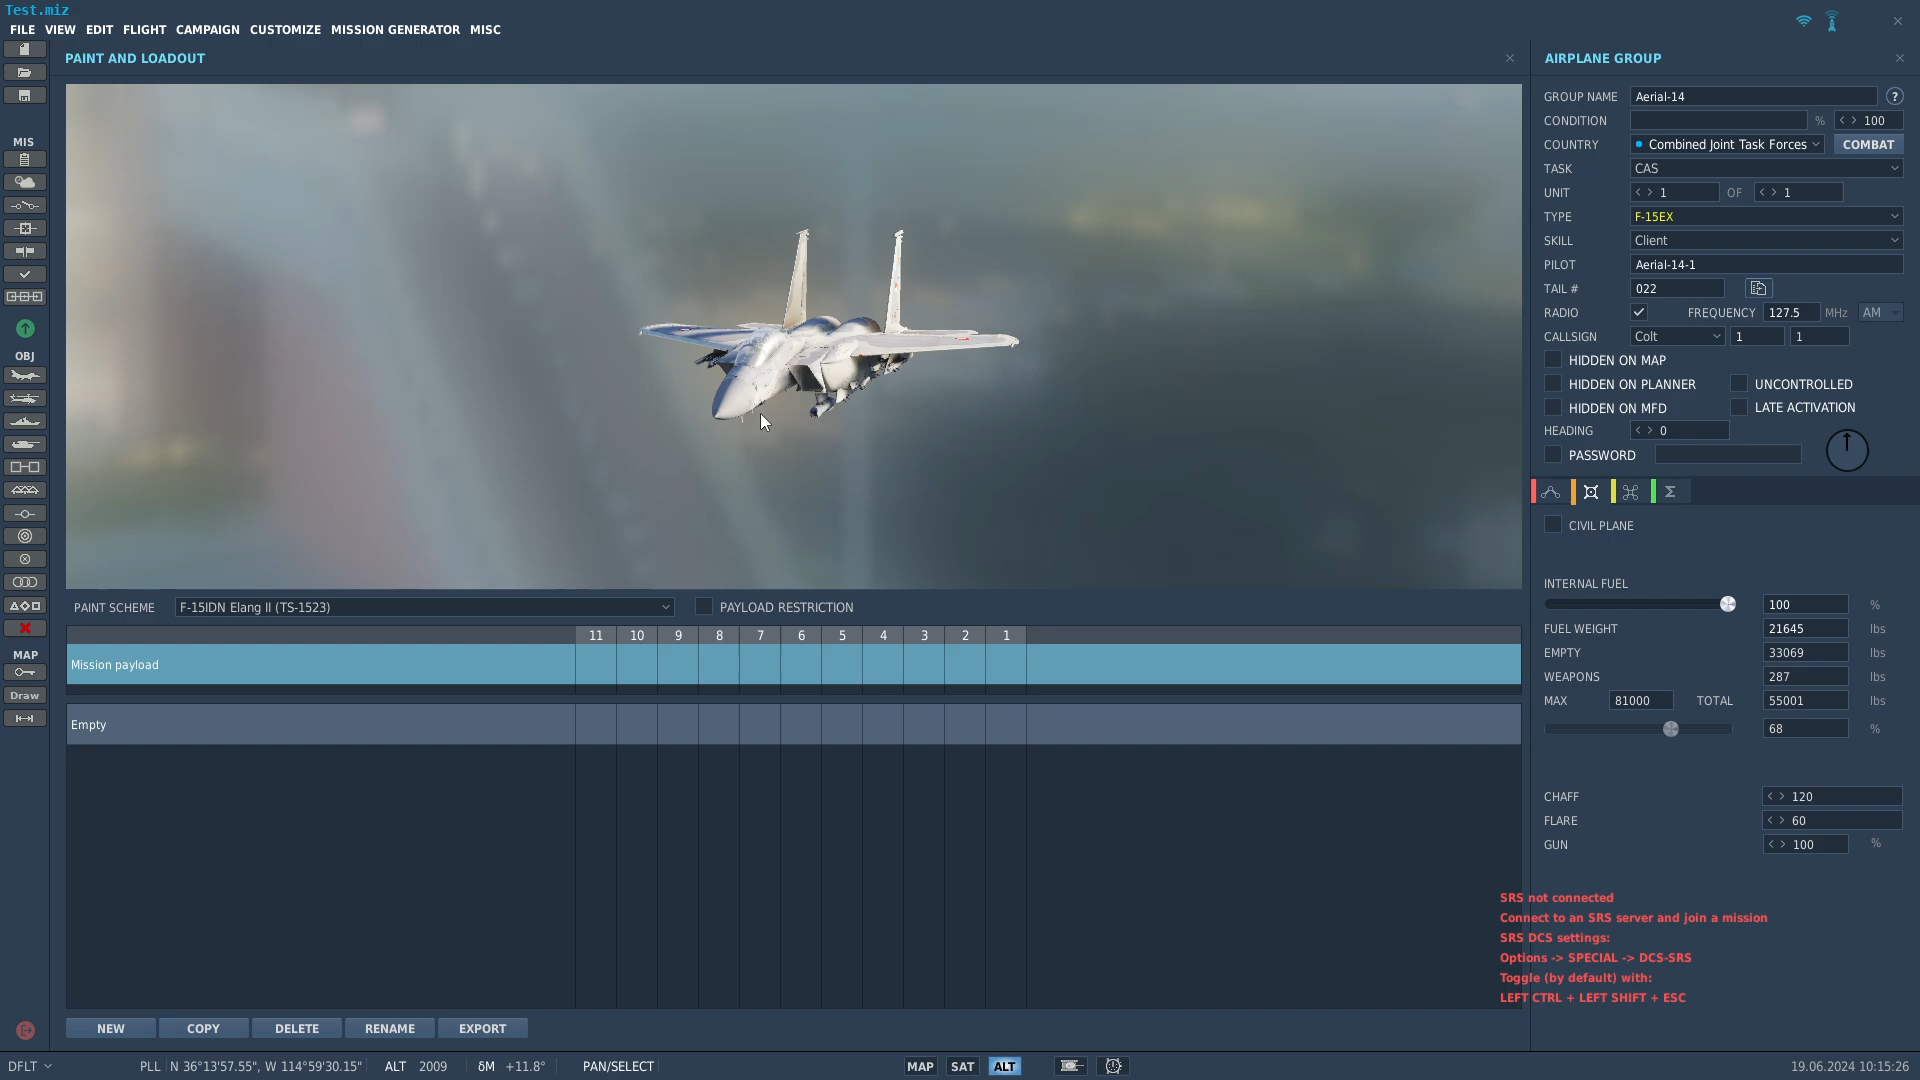 Test.miz
FILE VIEW EDIT FLIGHT CAMPAIGN CUSTOMIZE MISSION GENERATOR MISC
PAINT AND LOADOUT
AIRPLANE GROUP
GROUP NAME Aerial-14 ?
CONDITION % < > 100
COUNTRY Combined Joint Task Forces COMBAT
TASK CAS
UNIT < > 1 OF < > 1
TYPE F-15EX
SKILL Client
PILOT Aerial-14-1
TAIL # 022
RADIO FREQUENCY 127.5 MHz AM
CALLSIGN Colt 1 1
HIDDEN ON MAP
HIDDEN ON PLANNER UNCONTROLLED
HIDDEN ON MFD LATE ACTIVATION
HEADING < > 0
PASSWORD
CIVIL PLANE
INTERNAL FUEL
100 %
FUEL WEIGHT 21645 lbs
EMPTY 33069 lbs
WEAPONS 287 lbs
MAX 81000 TOTAL 55001 lbs
68 %
CHAFF < > 120
FLARE < > 60
GUN < > 100 %
MIS
OBJ
MAP
Draw
PAINT SCHEME F-15IDN Elang II (TS-1523) PAYLOAD RESTRICTION
11 10 9 8 7 6 5 4 3 2 1
Mission payload
Empty
SRS not connected
Connect to an SRS server and join a mission
SRS DCS settings:
Options -> SPECIAL -> DCS-SRS
Toggle (by default) with:
LEFT CTRL + LEFT SHIFT + ESC
NEW COPY DELETE RENAME EXPORT
DFLT PLL N 36°13'57.55", W 114°59'30.15" ALT 2009 δM +11.8° PAN/SELECT MAP SAT ALT 19.06.2024 10:15:26